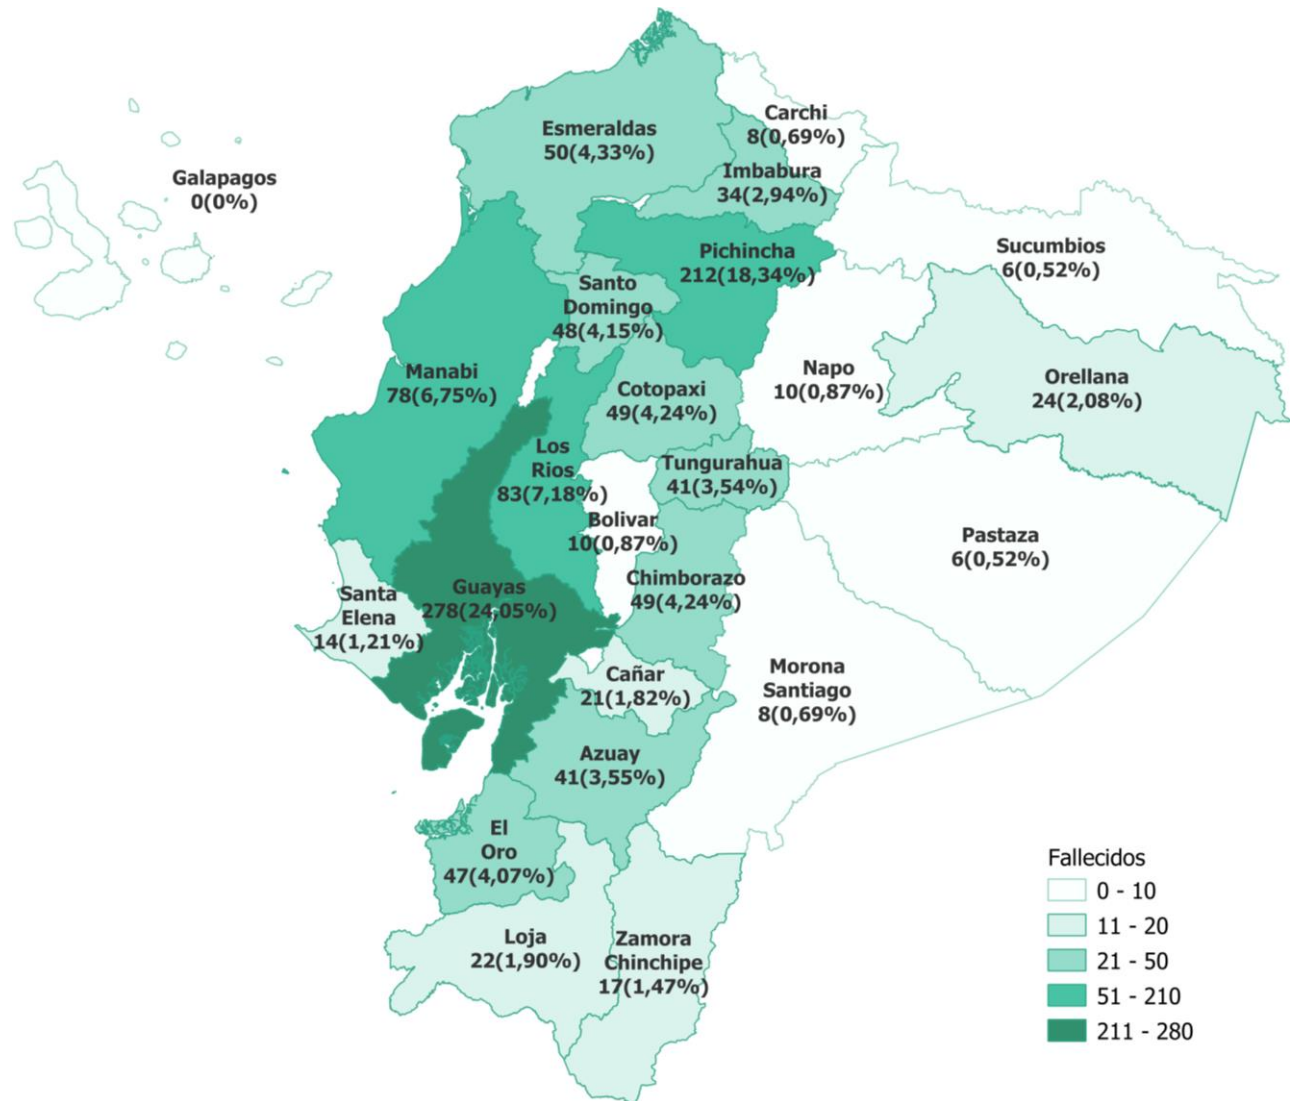 Carchi
8(0,69%)
Esmeraldas
50(4,33%)
Imbabura
34(2,94%)
Galapagos
0(0%)
Sucumbios
6(0,52%)
Pichincha
212(18,34%)
Santo
Domingo
48(4,15%)
Manabi
78(6,75%)
Cotopaxi
49(4,24%)
Napo
10(0,87%)
Orellana
24(2,08%)
Los
Rios
83(7,18%)
Tungurahua
41(3,54%)
Bolivar
10(0,87%)
Pastaza
6(0,52%)
Guayas
278(24,05%)
Santa
Elena
14(1,21%)
Chimborazo
49(4,24%)
Cañar
21(1,82%)
Morona
Santiago
8(0,69%)
Azuay
41(3,55%)
El
Oro
47(4,07%)
Loja
22(1,90%)
Zamora
Chinchipe
17(1,47%)
Fallecidos
0 - 10
11 - 20
21 - 50
51 - 210
211 - 280